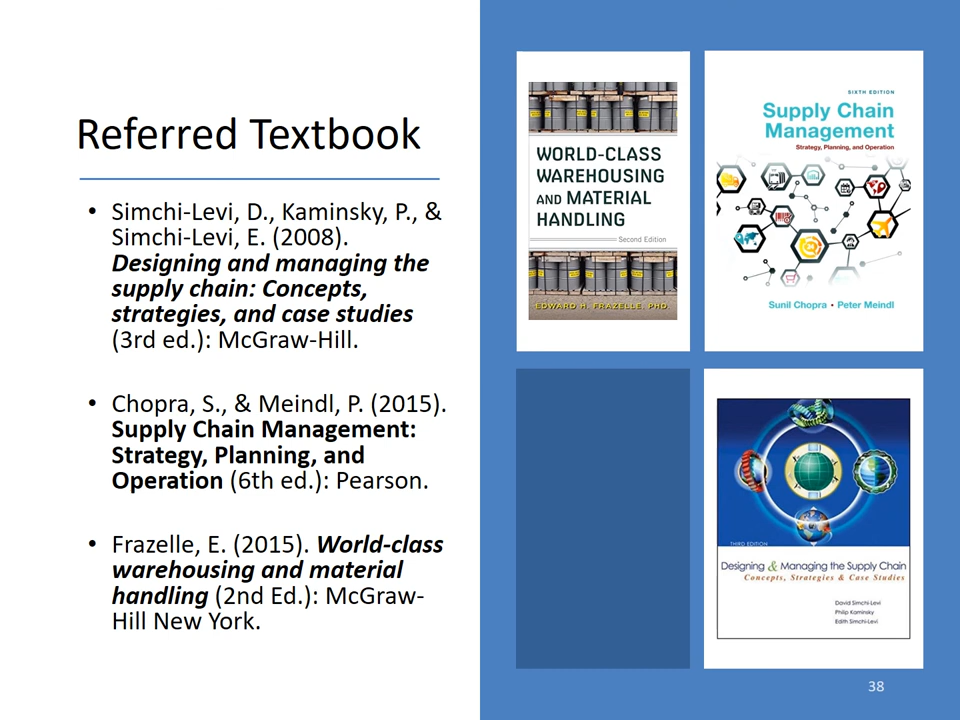 Referred Textbook
• Simchi-Levi, D., Kaminsky, P., &
Simchi-Levi, E. (2008).
Designing and managing the
supply chain: Concepts,
strategies, and case studies
(3rd ed.): McGraw-Hill.
• Chopra, S., & Meindl, P. (2015).
Supply Chain Management:
Strategy, Planning, and
Operation (6th ed.): Pearson.
• Frazelle, E. (2015). World-class
warehousing and material
handling (2nd Ed.): McGraw-
Hill New York.
WORLD-CLASS
WAREHOUSING
AND MATERIAL
HANDLING
Second Edition
EDWARD H. FRAZELLE, PHD.
SIXTH EDITION
Supply Chain
Management
Strategy, Planning, and Operation
Sunil Chopra • Peter Meindl
THIRD EDITION
Designing & Managing the Supply Chain
Concepts, Strategies & Case Studies
David Simchi-Levi
Philip Kaminsky
Edith Simchi-Levi
38